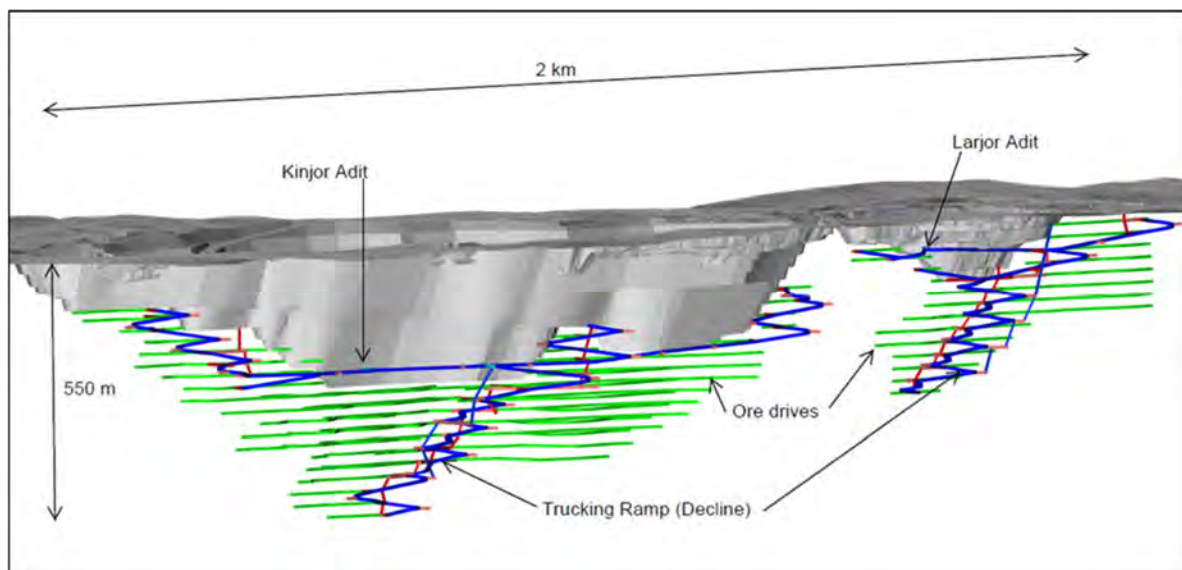 2 km
Larjor Adit
Kinjor Adit
550 m
Ore drives
Trucking Ramp (Decline)